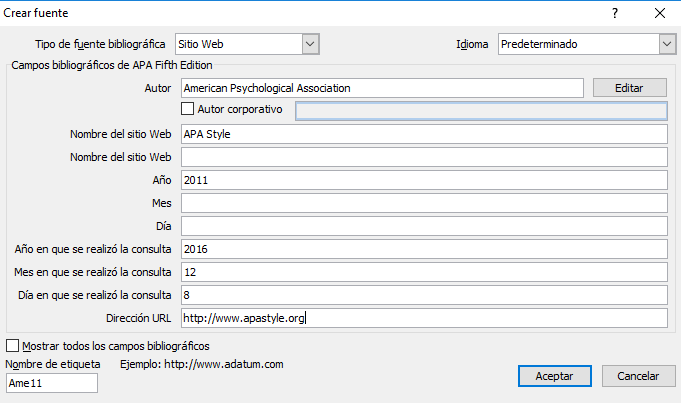 Crear fuente
Tipo de fuente bibliográfica Sitio Web Idioma Predeterminado
Campos bibliográficos de APA Fifth Edition
Autor American Psychological Association Editar
Autor corporativo
Nombre del sitio Web APA Style
Nombre del sitio Web
Año 2011
Mes
Día
Año en que se realizó la consulta 2016
Mes en que se realizó la consulta 12
Día en que se realizó la consulta 8
Dirección URL http://www.apastyle.org
Mostrar todos los campos bibliográficos
Nombre de etiqueta Ejemplo: http://www.adatum.com
Ame11 Aceptar Cancelar